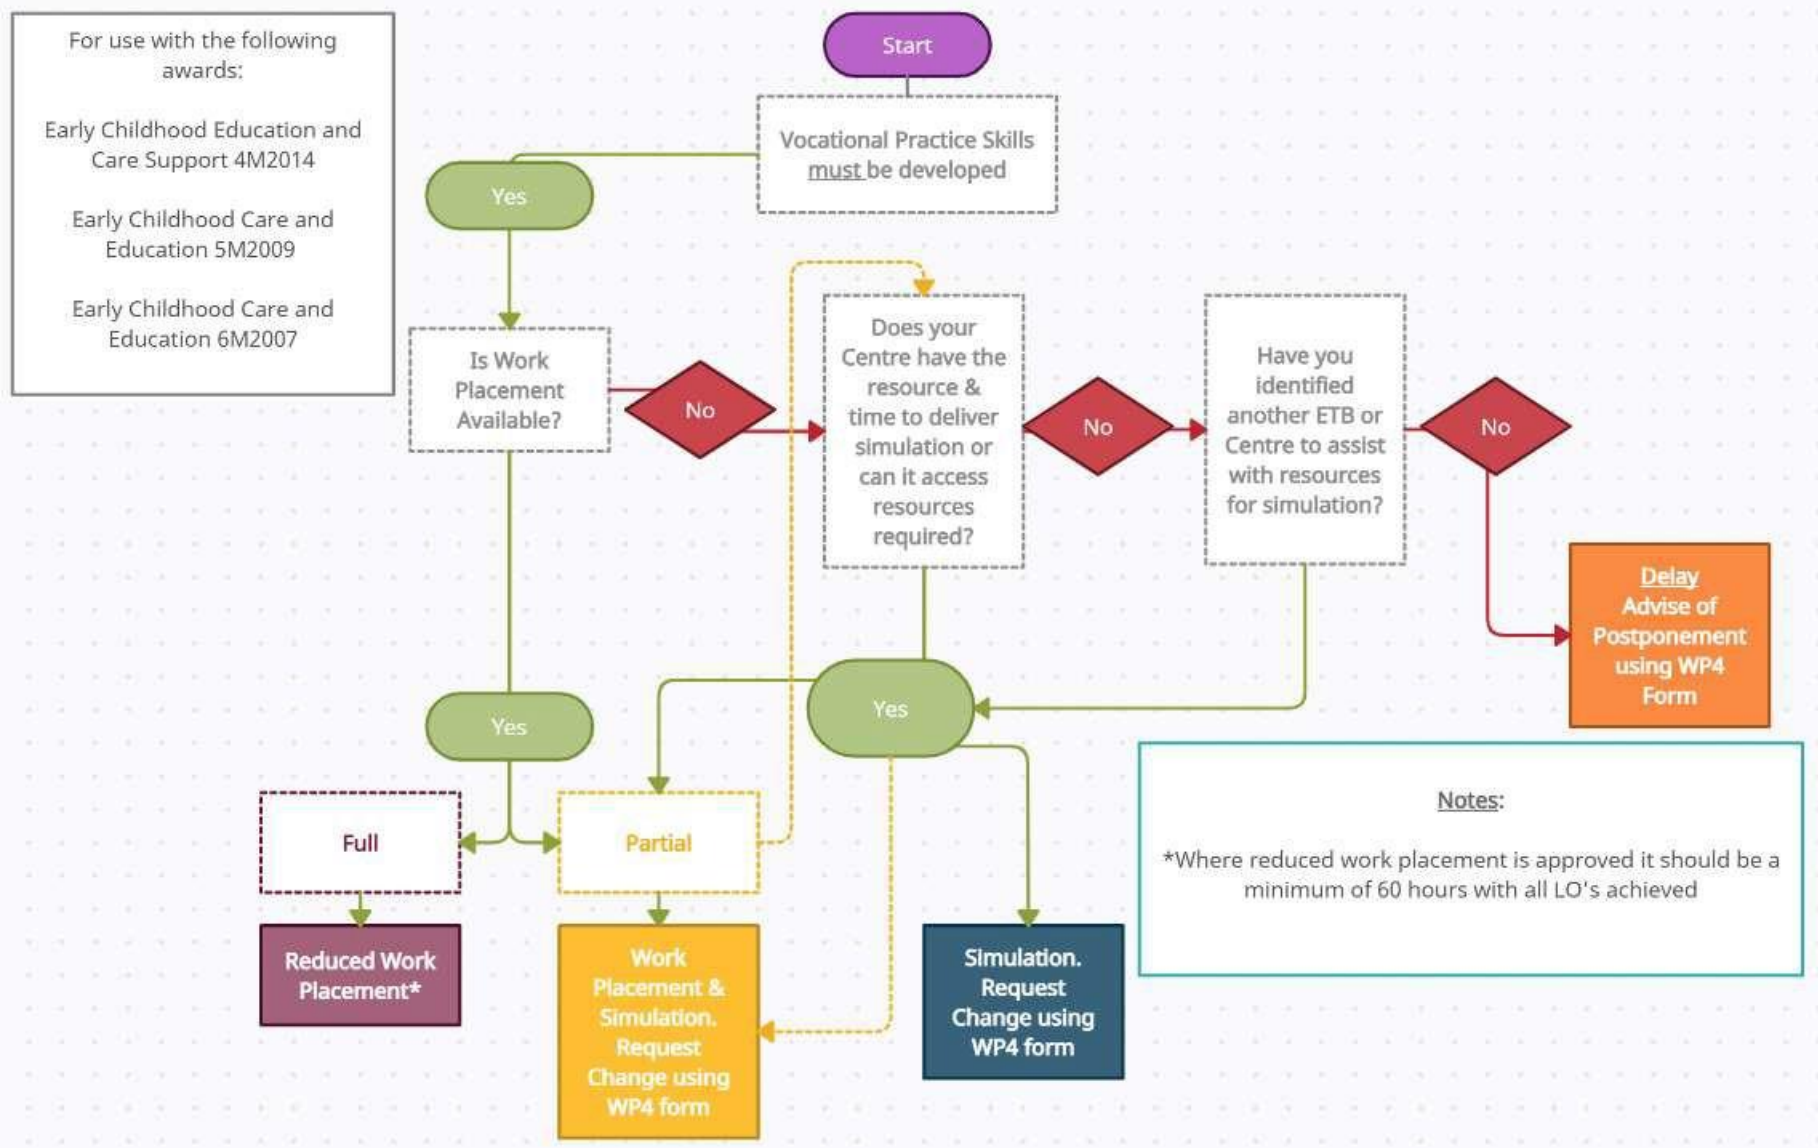 For use with the following
awards:
Early Childhood Education and
Care Support 4M2014
Early Childhood Care and
Education 5M2009
Early Childhood Care and
Education 6M2007
Start
Vocational Practice Skills
must be developed
Yes
Is Work
Placement
Available?
No
Does your
Centre have the
resource &
time to deliver
simulation or
can it access
resources
required?
No
Have you
identified
another ETB or
Centre to assist
with resources
for simulation?
No
Delay
Advise of
Postponement
using WP4
Form
Yes
Yes
Full
Partial
Reduced Work
Placement*
Work
Placement &
Simulation.
Request
Change using
WP4 form
Simulation.
Request
Change using
WP4 form
Notes:
*Where reduced work placement is approved it should be a
minimum of 60 hours with all LO's achieved